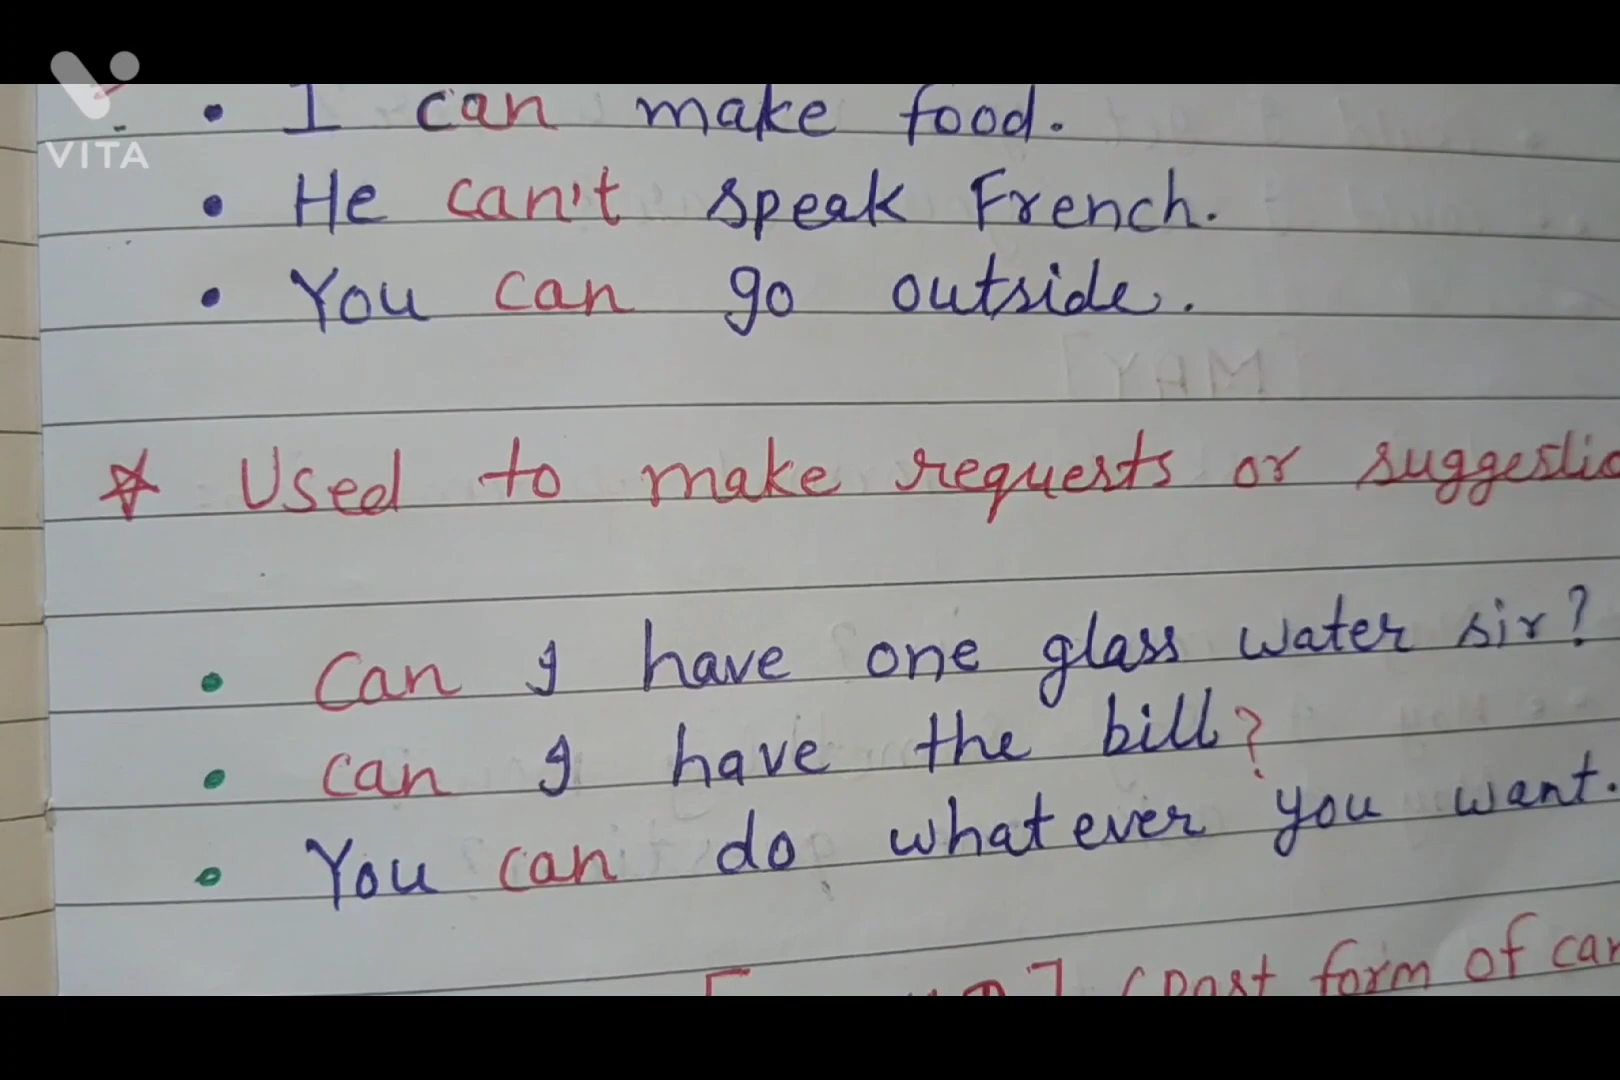 VITA
• I can make food.
• He can't speak French.
• You can go outside.
☆ Used to make requests or suggestio
• Can I have one glass water sir?
• can I have the bill?
• You can do whatever you want.
(past form of can